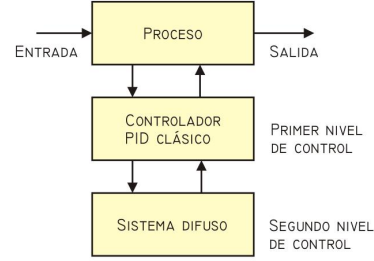 PROCESO
ENTRADA
SALIDA
CONTROLADOR
PID CLÁSICO
PRIMER NIVEL
DE CONTROL
SISTEMA DIFUSO
SEGUNDO NIVEL
DE CONTROL